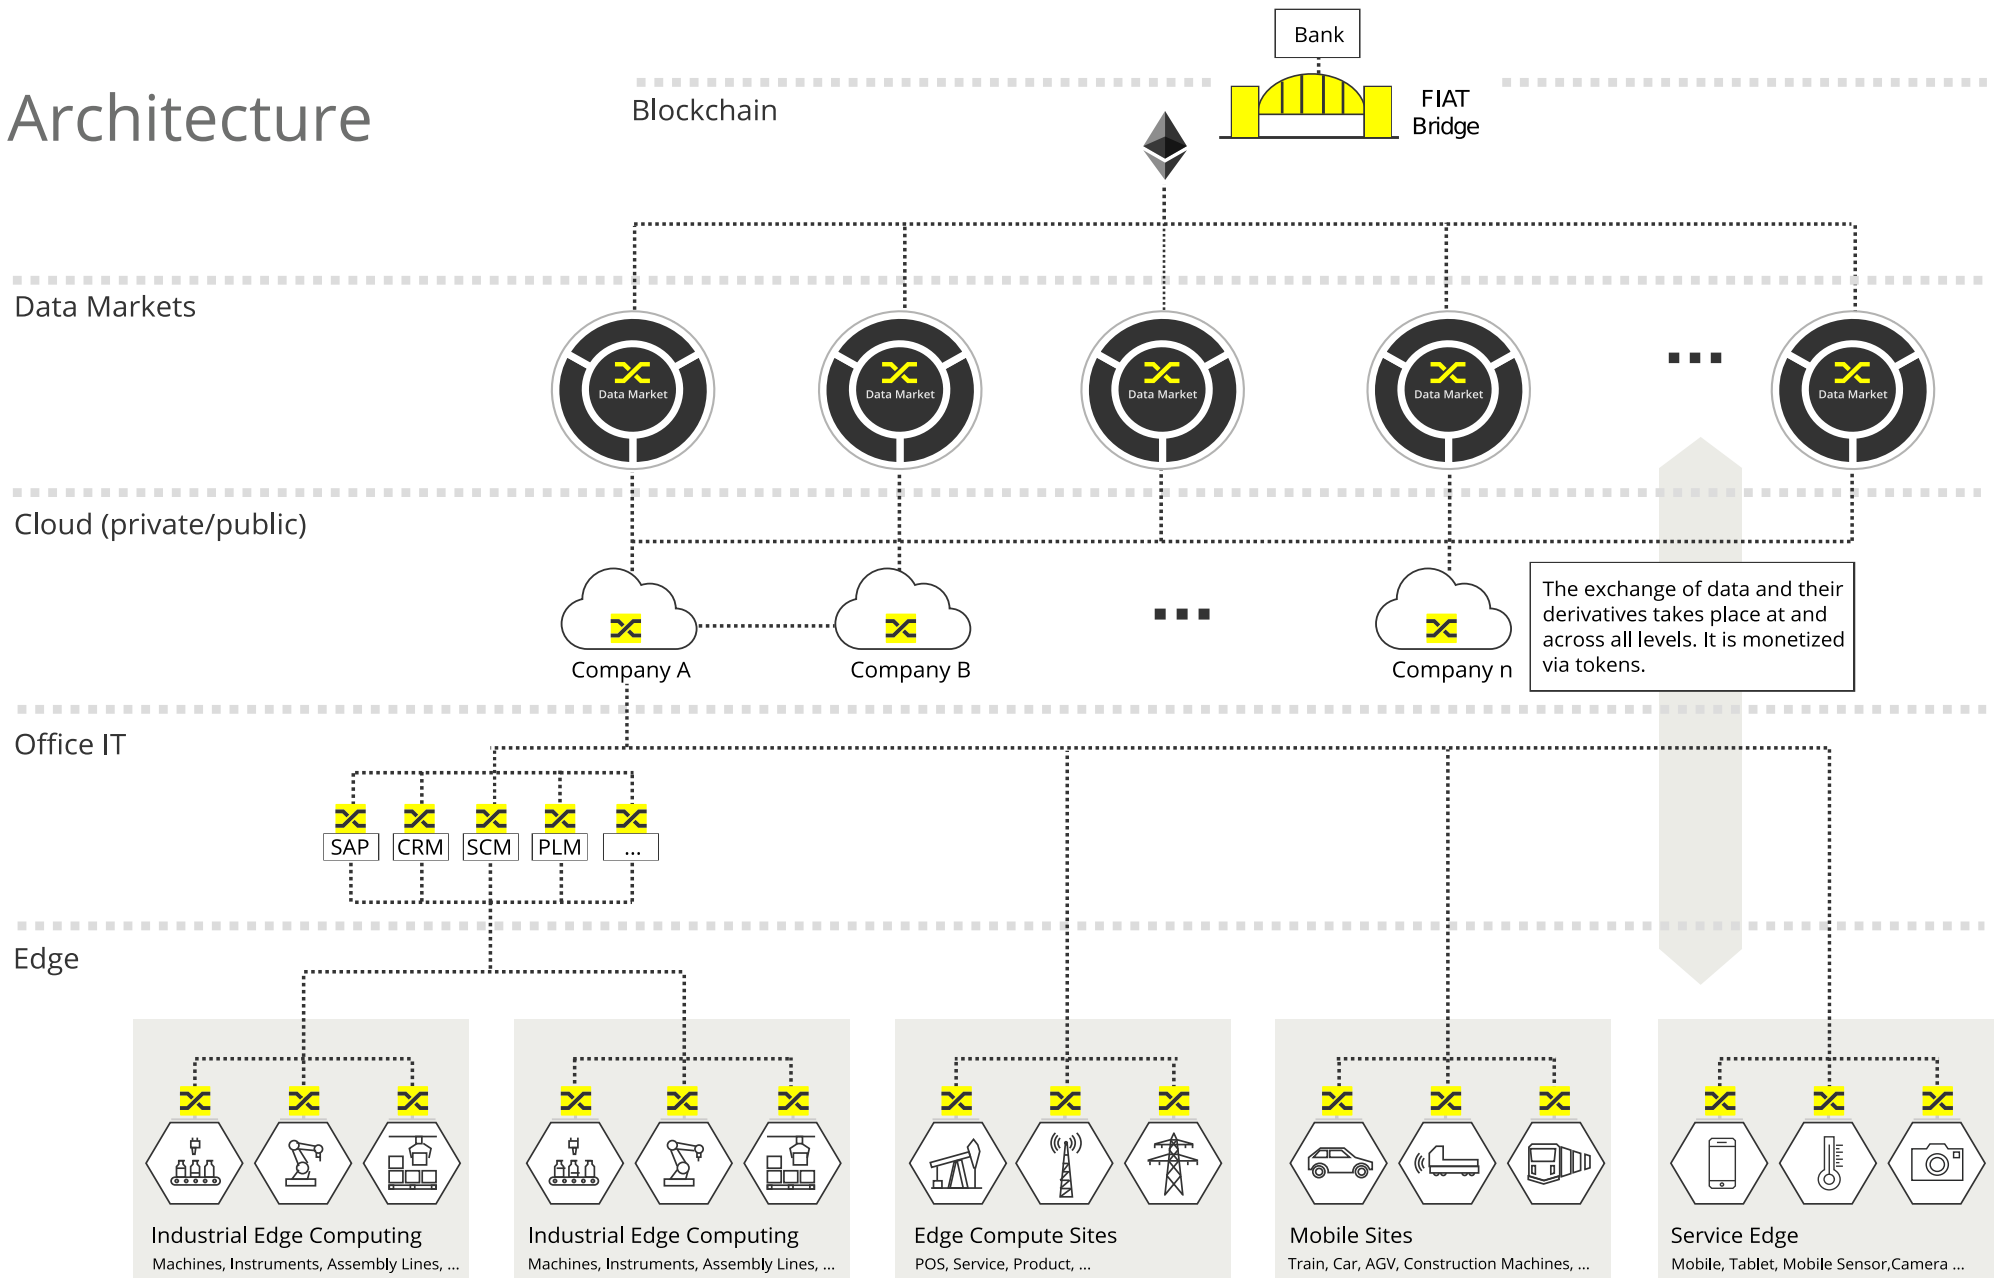 Bank
Architecture
Blockchain
FIAT
Bridge
Data Markets
Data Market
Data Market
Data Market
Data Market
...
Data Market
Cloud (private/public)
Company A
Company B
...
Company n
The exchange of data and their
derivatives takes place at and
across all levels. It is monetized
via tokens.
Office IT
SAP
CRM
SCM
PLM
...
Edge
Industrial Edge Computing
Machines, Instruments, Assembly Lines, ...
Industrial Edge Computing
Machines, Instruments, Assembly Lines, ...
Edge Compute Sites
POS, Service, Product, ...
Mobile Sites
Train, Car, AGV, Construction Machines, ...
Service Edge
Mobile, Tablet, Mobile Sensor,Camera ...